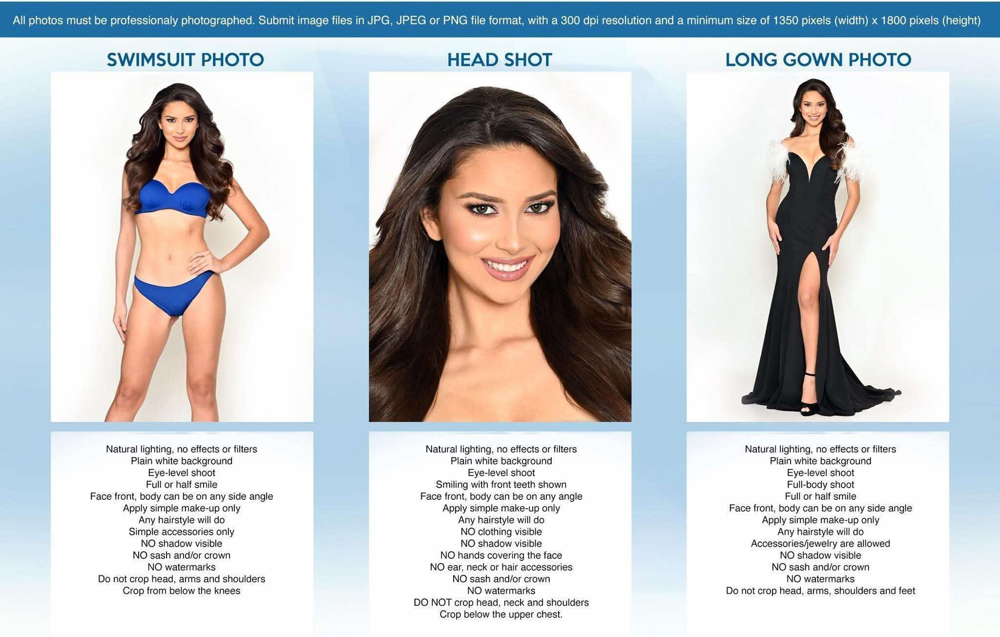 All photos must be professionaly photographed. Submit image files in JPG, JPEG or PNG file format, with a 300 dpi resolution and a minimum size of 1350 pixels (width) x 1800 pixels (height)
SWIMSUIT PHOTO
Natural lighting, no effects or filters
Plain white background
Eye-level shoot
Full or half smile
Face front, body can be on any side angle
Apply simple make-up only
Any hairstyle will do
Simple accessories only
NO shadow visible
NO sash and/or crown
NO watermarks
Do not crop head, arms and shoulders
Crop from below the knees
HEAD SHOT
Natural lighting, no effects or filters
Plain white background
Eye-level shoot
Smiling with front teeth shown
Face front, body can be on any angle
Apply simple make-up only
Any hairstyle will do
NO clothing visible
NO shadow visible
NO hands covering the face
NO ear, neck or hair accessories
NO sash and/or crown
NO watermarks
DO NOT crop head, neck and shoulders
Crop below the upper chest.
LONG GOWN PHOTO
Natural lighting, no effects or filters
Plain white background
Eye-level shoot
Full-body shoot
Full or half smile
Face front, body can be on any side angle
Apply simple make-up only
Any hairstyle will do
Accessories/jewelry are allowed
NO shadow visible
NO sash and/or crown
NO watermarks
Do not crop head, arms, shoulders and feet